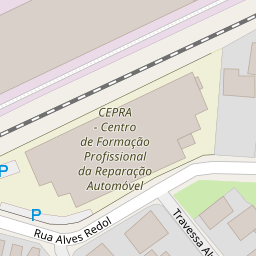 CEPRA
- Centro
de Formação
Profissional
da Reparação
Automóvel
P
P
Rua Alves Redol
Travessa Al